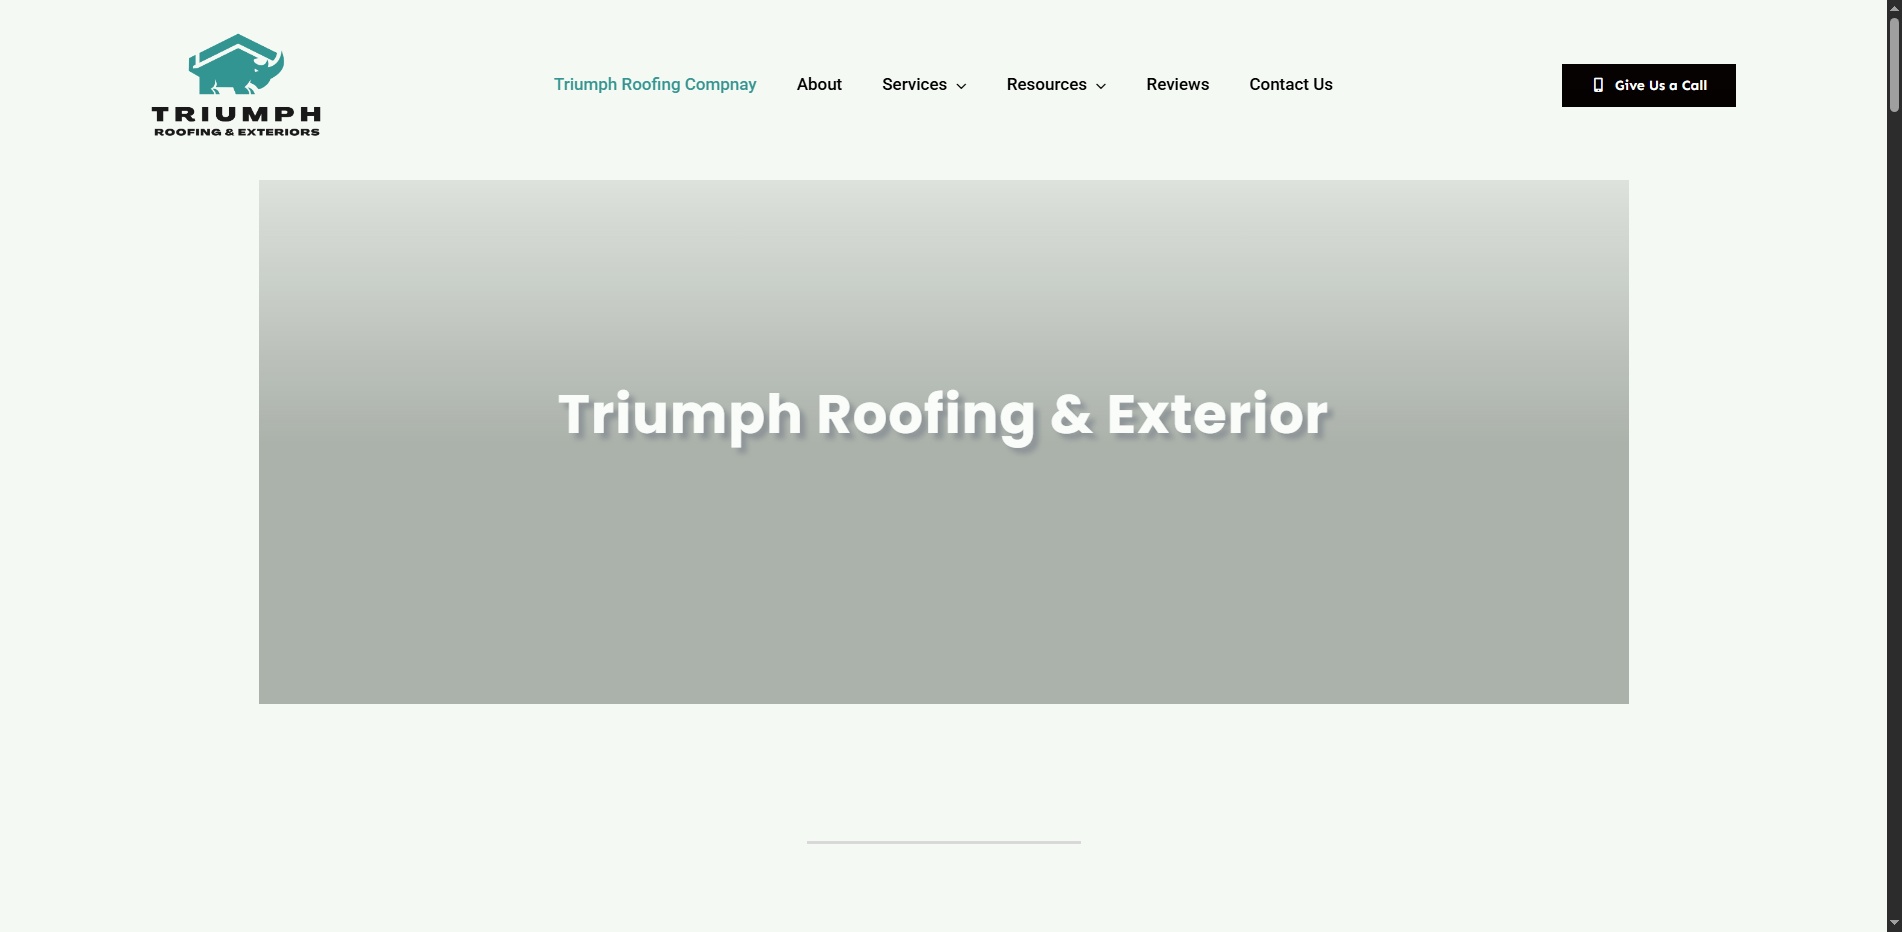 TRIUMPH
ROOFING & EXTERIORS
Triumph Roofing Compnay
About
Services
Resources
Reviews
Contact Us
Give Us a Call
Triumph Roofing & Exterior